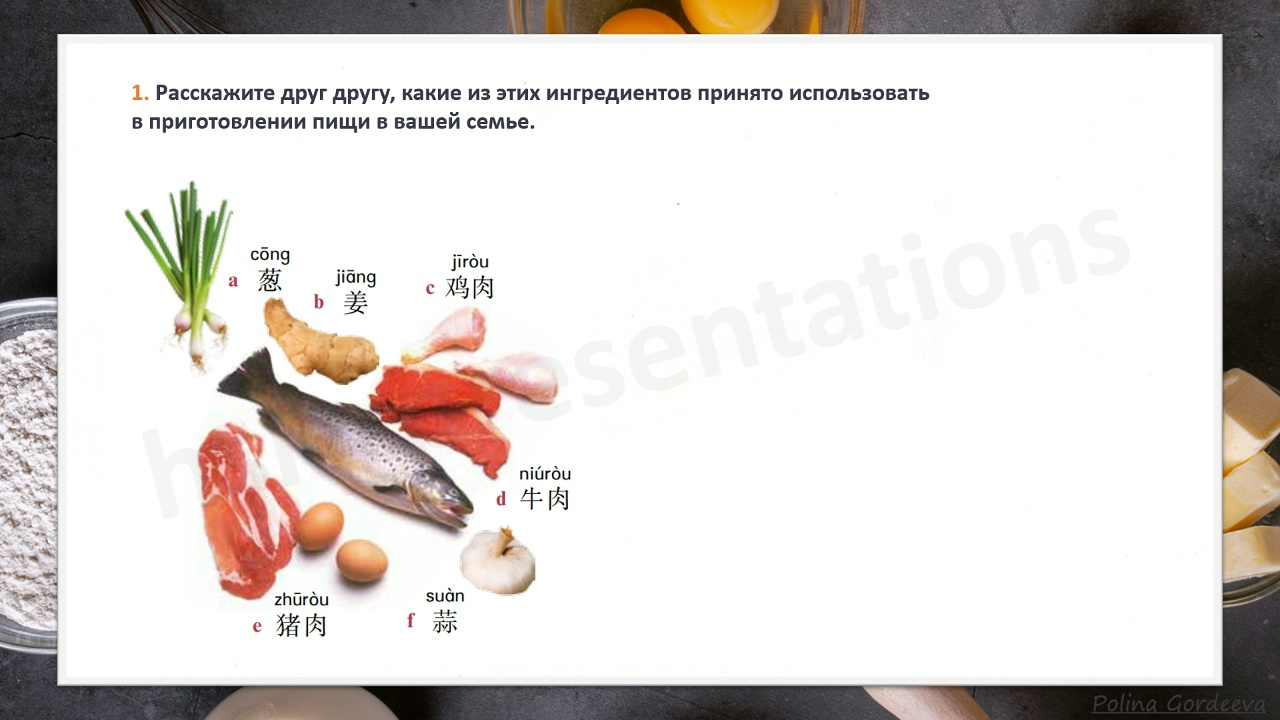 1. Расскажите друг другу, какие из этих ингредиентов принято использовать
в приготовлении пищи в вашей семье.
cōng
a 葱
jiāng
b 姜
jīròu
c 鸡肉
niúròu
d 牛肉
zhūròu
e 猪肉
suàn
f 蒜
Polina Gordeeva